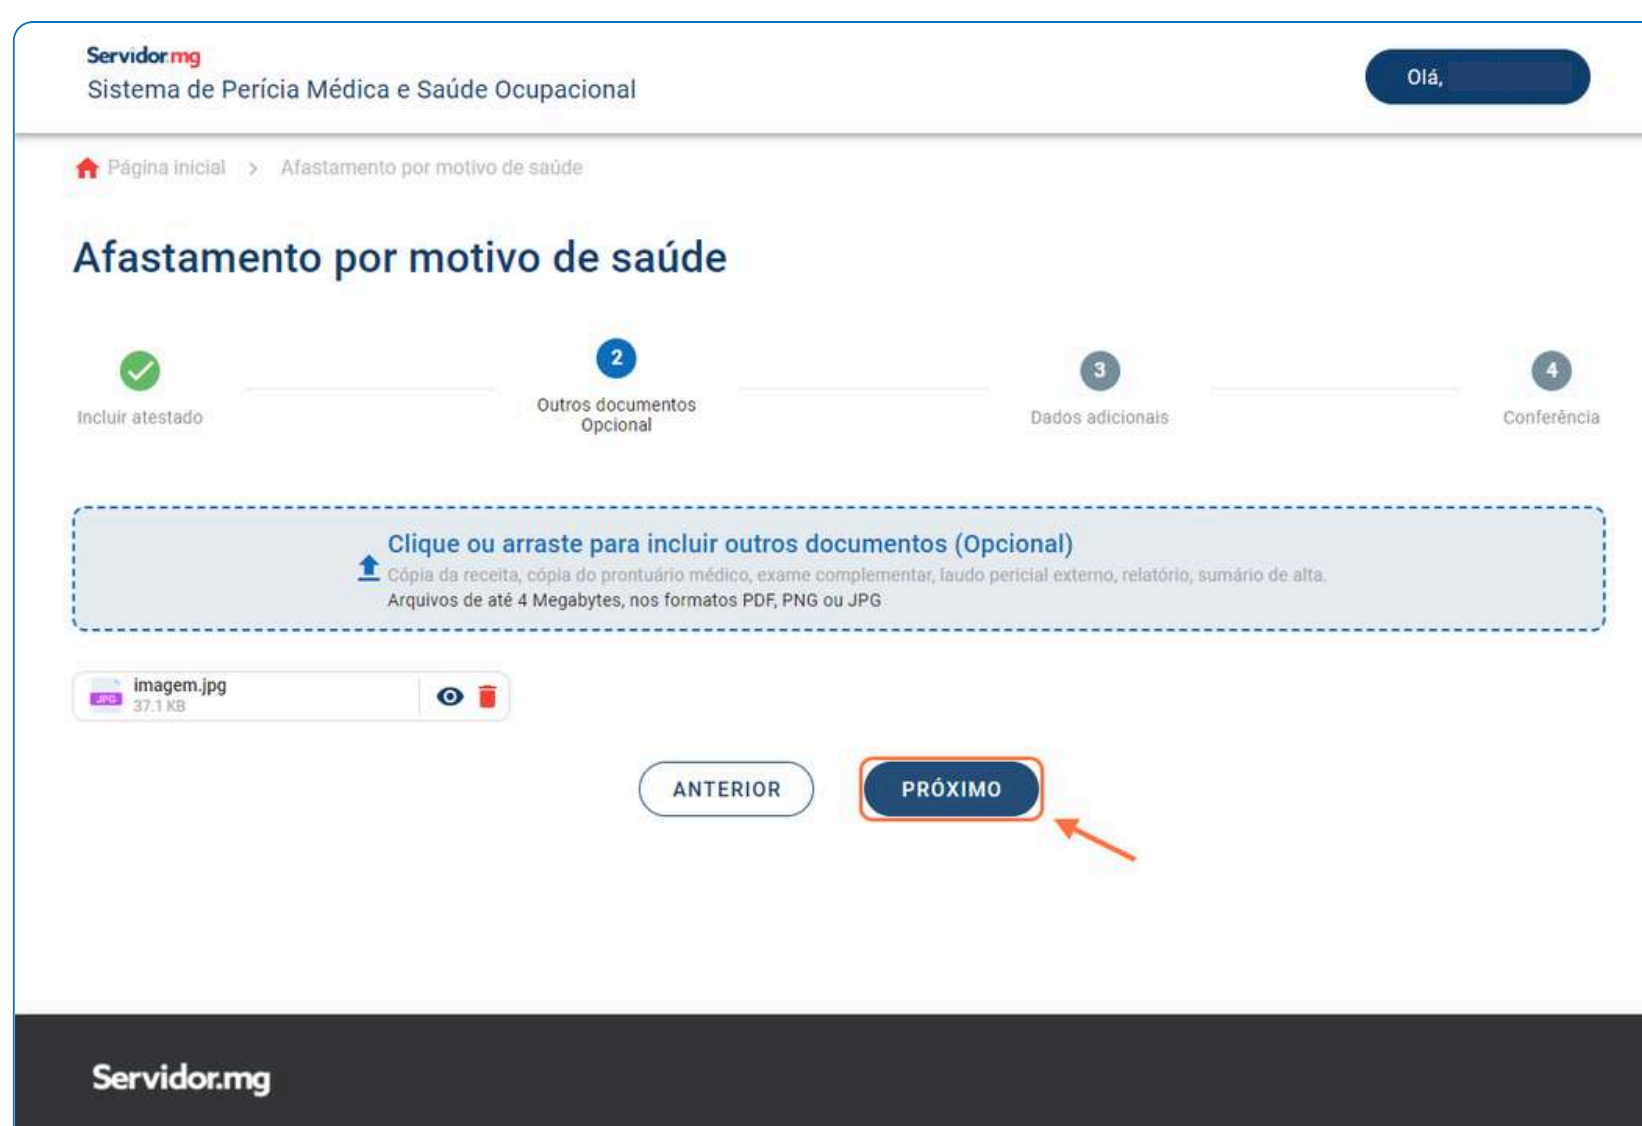 Servidor.mg
Sistema de Perícia Médica e Saúde Ocupacional
Olá,
Página inicial > Afastamento por motivo de saúde
Afastamento por motivo de saúde
2
3
4
Incluir atestado
Outros documentos
Opcional
Dados adicionais
Conferência
Clique ou arraste para incluir outros documentos (Opcional)
Cópia da receita, cópia do prontuário médico, exame complementar, laudo pericial externo, relatório, sumário de alta.
Arquivos de até 4 Megabytes, nos formatos PDF, PNG ou JPG
JPG
imagem.jpg
37.1 KB
ANTERIOR
PRÓXIMO
Servidor.mg